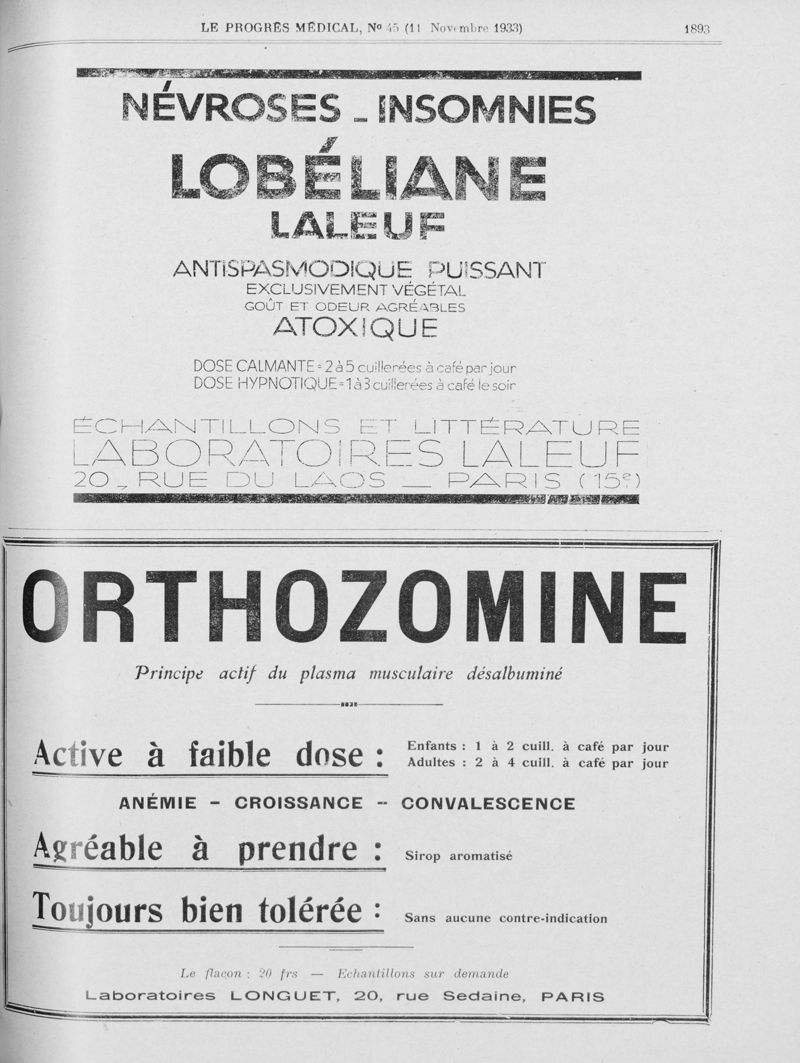 LE PROGRÈS MÉDICAL, No 45 (11 Novembre 1933)
1893
NÉVROSES - INSOMNIES
LOBÉLIANE
LALEUF
ANTISPASMODIQUE PUISSANT
EXCLUSIVEMENT VÉGÉTAL
GOÛT ET ODEUR AGRÉABLES
ATOXIQUE
DOSE CALMANTE = 2 à 5 cuillerées à café par jour
DOSE HYPNOTIQUE = 1 à 3 cuillerées à café le soir
ÉCHANTILLONS ET LITTÉRATURE
LABORATOIRES LALEUF
20, RUE DU LAOS _ PARIS (15e)
ORTHOZOMINE
Principe actif du plasma musculaire désalbuminé
Active à faible dose :
Enfants : 1 à 2 cuill. à café par jour
Adultes : 2 à 4 cuill. à café par jour
ANÉMIE - CROISSANCE - CONVALESCENCE
Agréable à prendre : Sirop aromatisé
Toujours bien tolérée : Sans aucune contre-indication
Le flacon : 20 frs — Echantillons sur demande
Laboratoires LONGUET, 20, rue Sedaine, PARIS